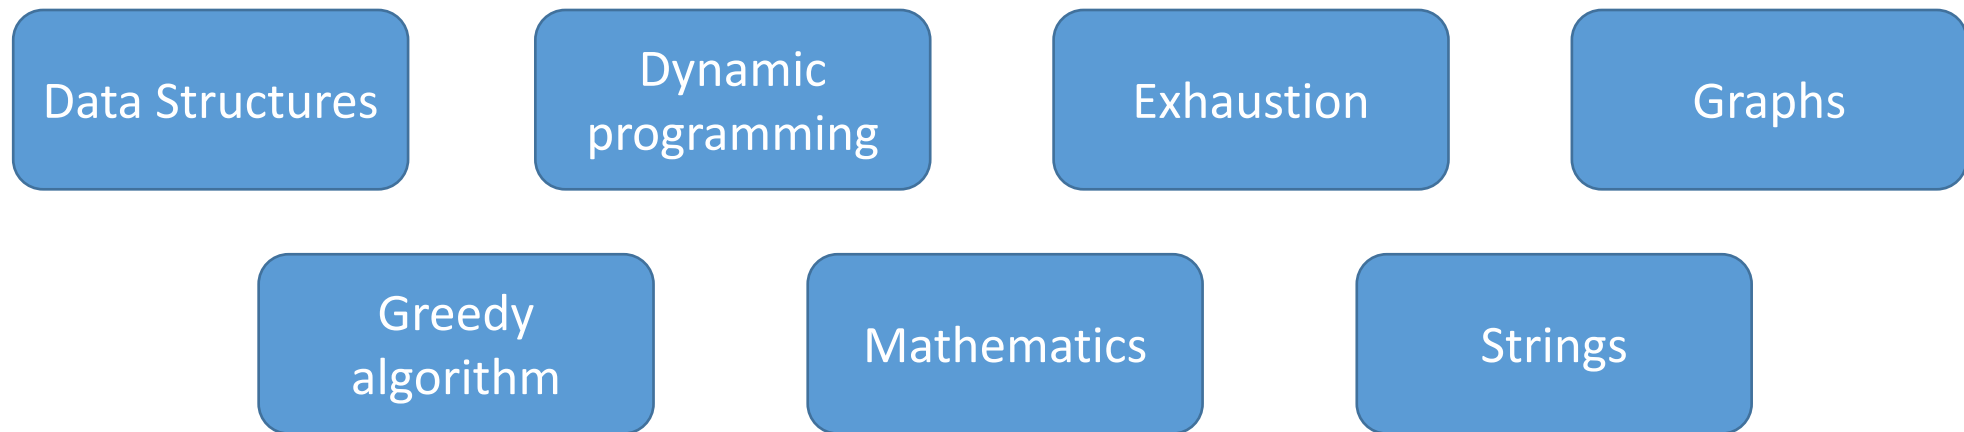 Data Structures
Dynamic
programming
Exhaustion
Graphs
Greedy
algorithm
Mathematics
Strings